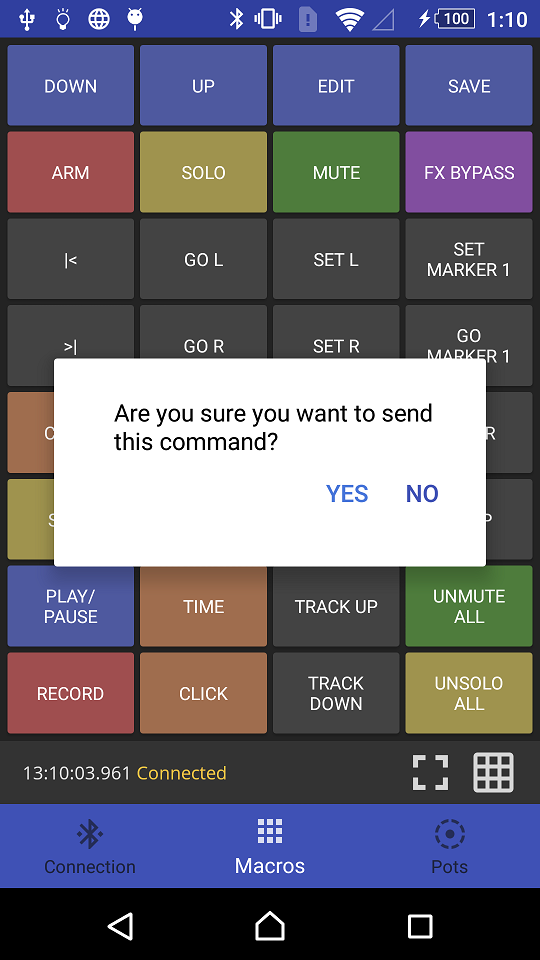 100 1:10
DOWN UP EDIT SAVE
ARM SOLO MUTE FX BYPASS
|< GO L SET L SET
MARKER 1
>| GO R SET R GO
MARKER 1
Are you sure you want to send
this command?
YES NO
PLAY/
PAUSE TIME TRACK UP UNMUTE
ALL
RECORD CLICK TRACK
DOWN UNSOLO
ALL
13:10:03.961 Connected
Connection Macros Pots